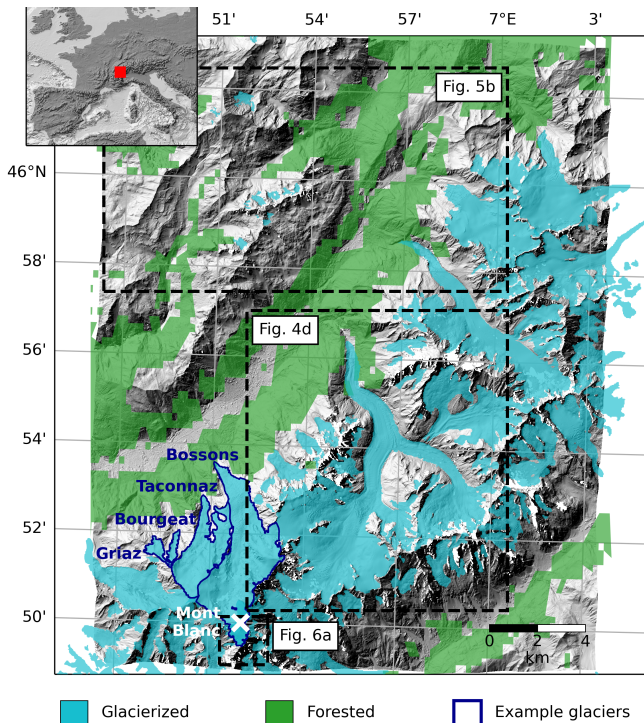 51' 54' 57' 7°E 3'
Fig. 5b
46°N
58'
Fig. 4d
56'
54'
Bossons
Taconnaz
Bourgeat
52'
Griaz
50'
Mont
Blanc
Fig. 6a
0 2 4
km
Glacierized Forested Example glaciers